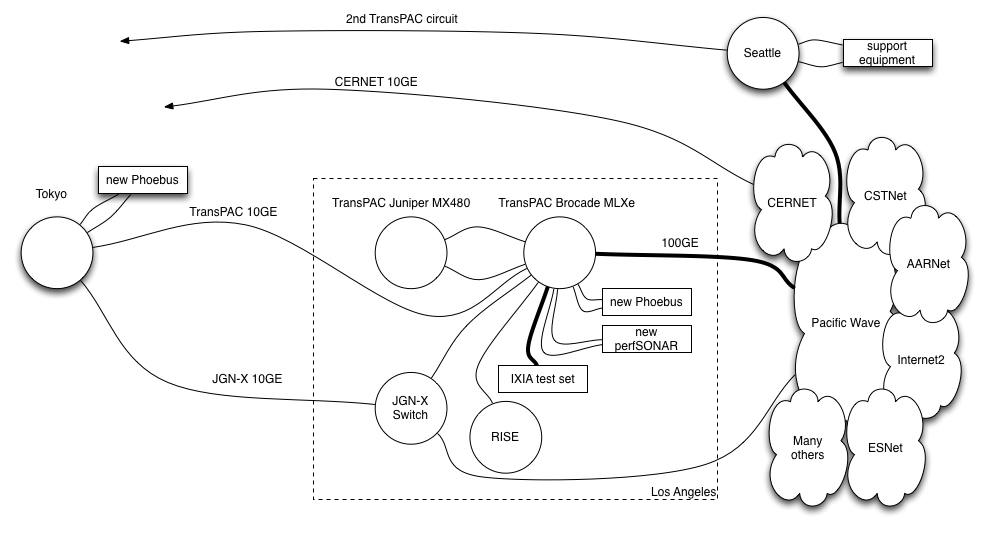 2nd TransPAC circuit
Seattle
support
equipment
CERNET 10GE
new Phoebus
Tokyo
TransPAC Juniper MX480
TransPAC Brocade MLXe
CERNET
CSTNet
TransPAC 10GE
100GE
AARNet
new Phoebus
Pacific Wave
new
perfSONAR
Internet2
IXIA test set
JGN-X 10GE
JGN-X
Switch
RISE
Many
others
ESNet
Los Angeles